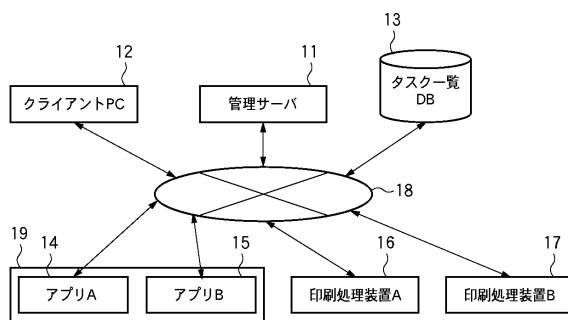 13
12
11
クライアントPC
管理サーバ
タスク一覧
DB
18
19
14
15
16
17
アプリA
アプリB
印刷処理装置A
印刷処理装置B